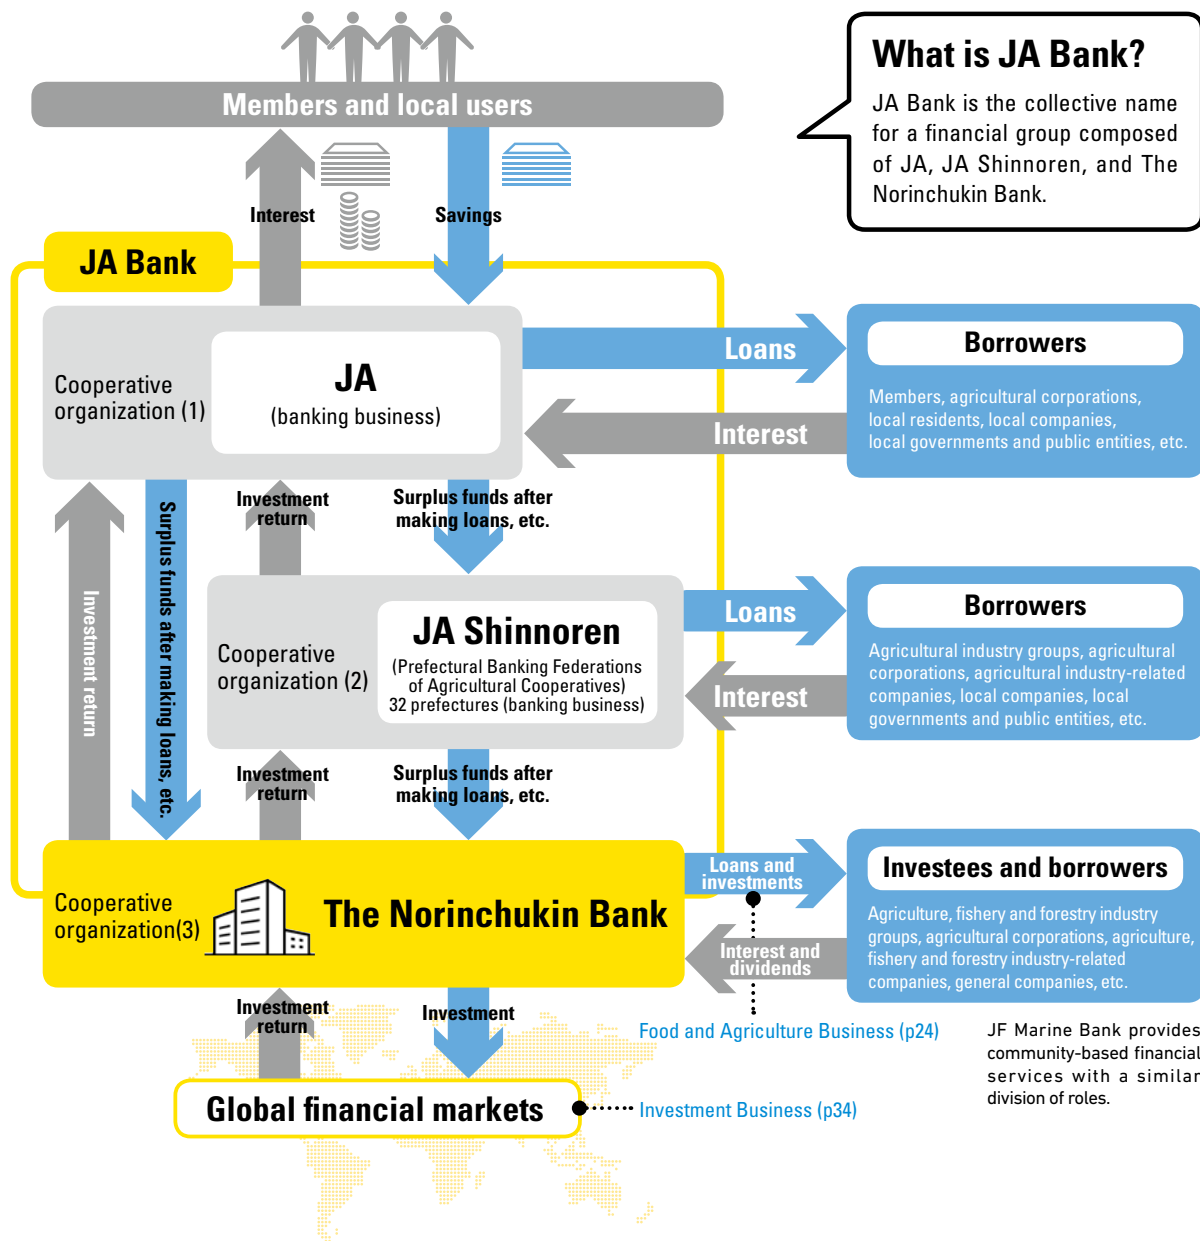 What is JA Bank?
JA Bank is the collective name
for a financial group composed
of JA, JA Shinnoren, and The
Norinchukin Bank.
Members and local users
Interest
Savings
JA Bank
Cooperative
organization (1)
JA
(banking business)
Loans
Interest
Borrowers
Members, agricultural corporations,
local residents, local companies,
local governments and public entities, etc.
Investment return
Surplus funds after making loans, etc.
Investment
return
Surplus funds after
making loans, etc.
Cooperative
organization (2)
JA Shinnoren
(Prefectural Banking Federations
of Agricultural Cooperatives)
32 prefectures (banking business)
Loans
Interest
Borrowers
Agricultural industry groups, agricultural
corporations, agricultural industry-related
companies, local companies, local
governments and public entities, etc.
Investment
return
Surplus funds after
making loans, etc.
Cooperative
organization(3)
The Norinchukin Bank
Loans and
investments
Interest and
dividends
Investees and borrowers
Agriculture, fishery and forestry industry
groups, agricultural corporations, agriculture,
fishery and forestry industry-related
companies, general companies, etc.
Investment
return
Investment
Food and Agriculture Business (p24)
JF Marine Bank provides
community-based financial
services with a similar
division of roles.
Global financial markets
Investment Business (p34)